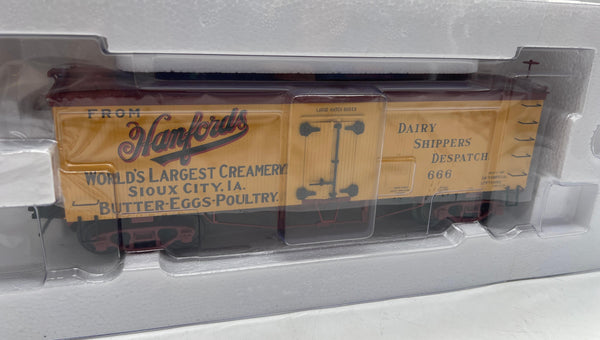 FROM
Hanford's
WORLD'S LARGEST CREAMERY
SIOUX CITY, IA.
BUTTER-EGGS-POULTRY.
DAIRY
SHIPPERS
DESPATCH
666